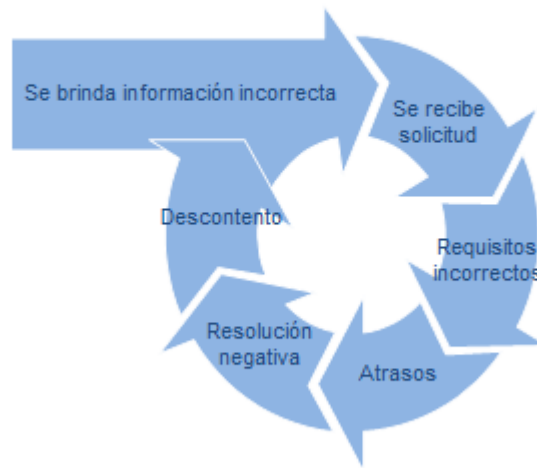 Se brinda información incorrecta
Se recibe
solicitud
Requisitos
incorrectos
Atrasos
Resolución
negativa
Descontento